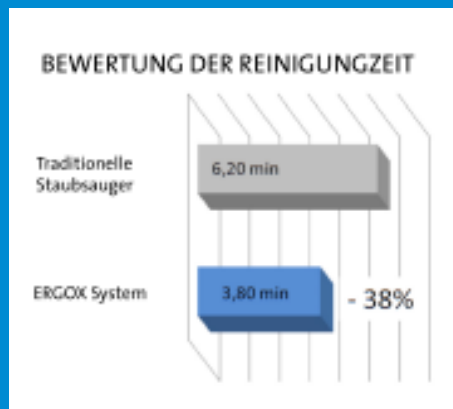 BEWERTUNG DER REINIGUNGZEIT
Traditionelle
Staubsauger
6,20 min
ERGOX System
3,80 min
- 38%